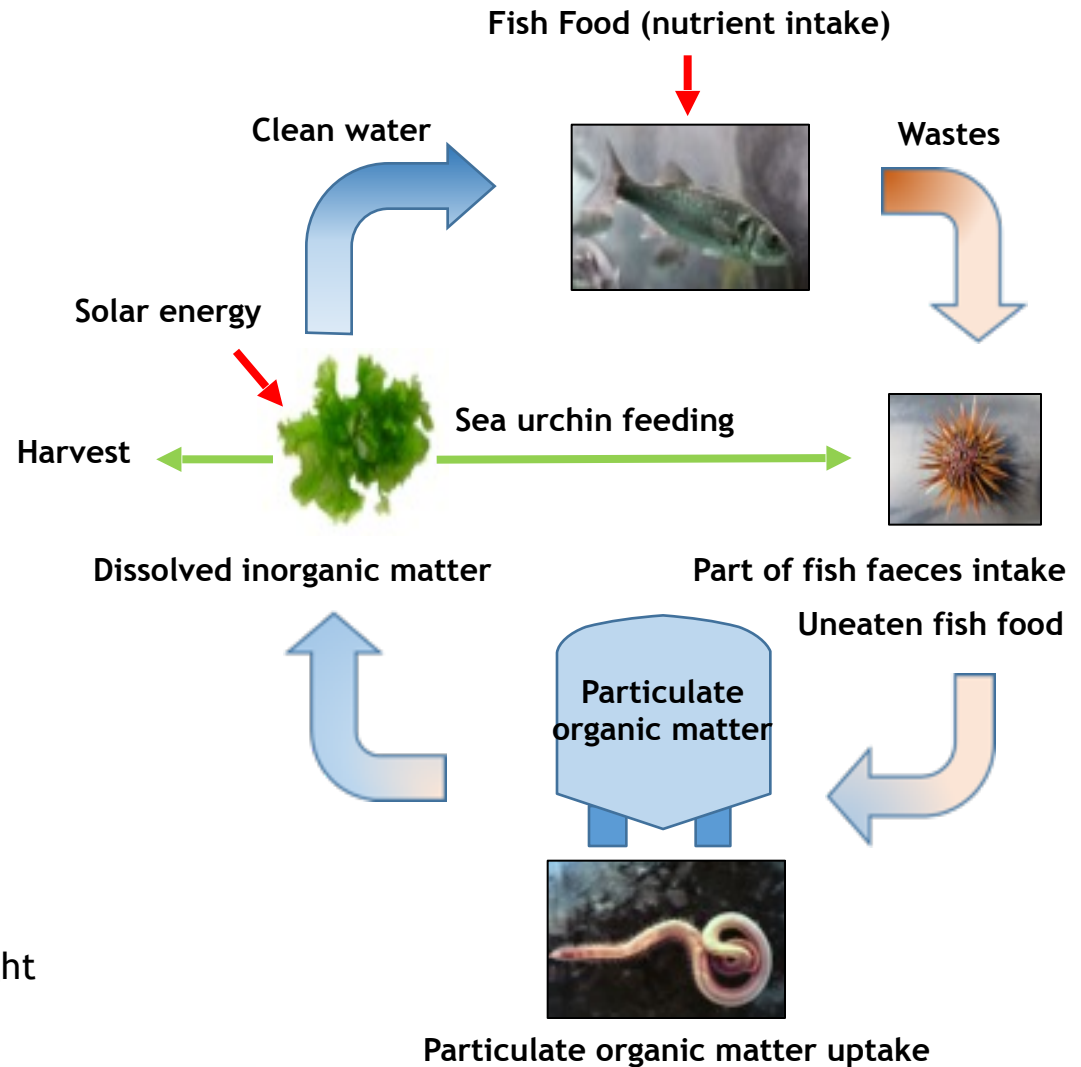 Fish Food (nutrient intake)
Clean water
Wastes
Solar energy
Sea urchin feeding
Harvest
Dissolved inorganic matter
Part of fish faeces intake
Uneaten fish food
Particulate
organic matter
ht
Particulate organic matter uptake